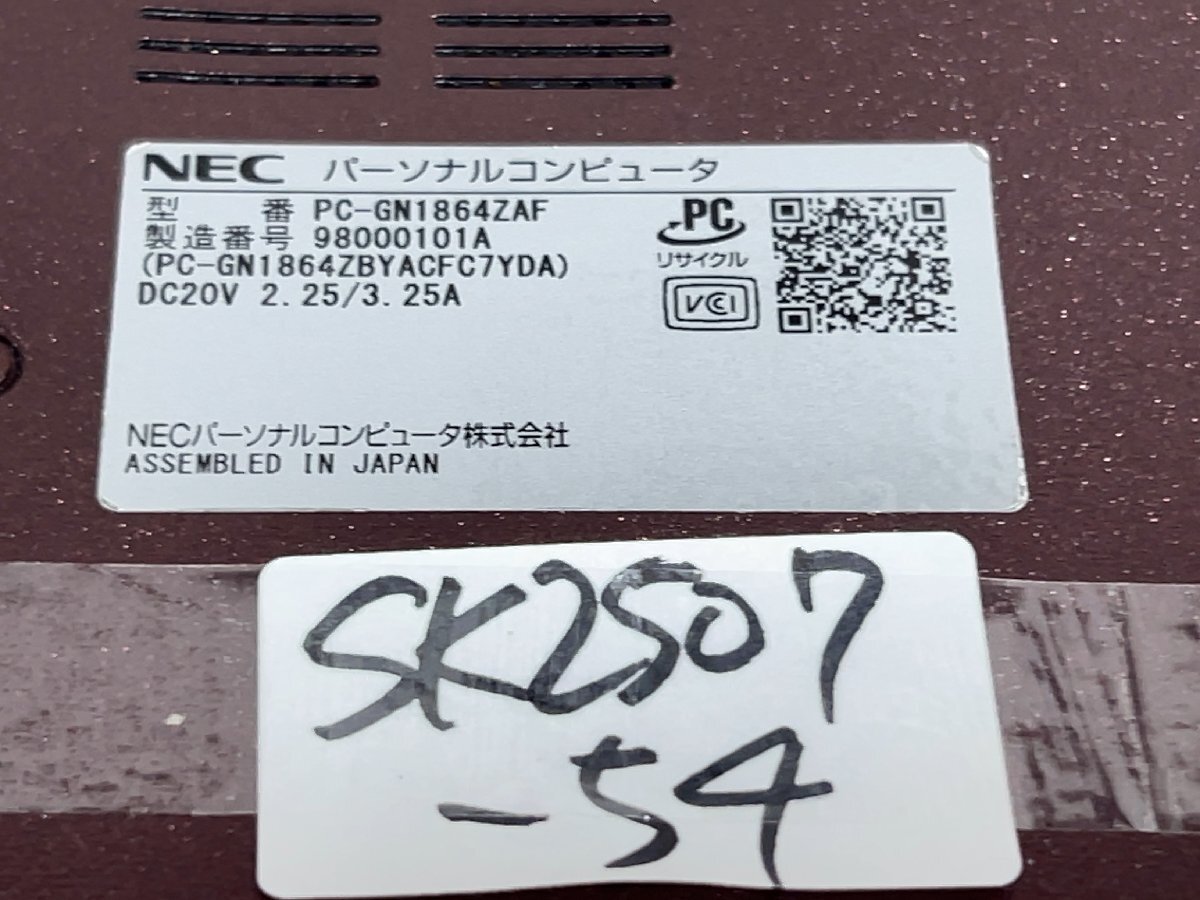 NEC パーソナルコンピュータ
型 番 PC-GN1864ZAF
製造番号 98000101A
(PC-GN1864ZBYACFC7YDA)
DC20V 2.25/3.25A
PC
リサイクル
VCCI
NECパーソナルコンピュータ株式会社
ASSEMBLED IN JAPAN
SK2507
-54